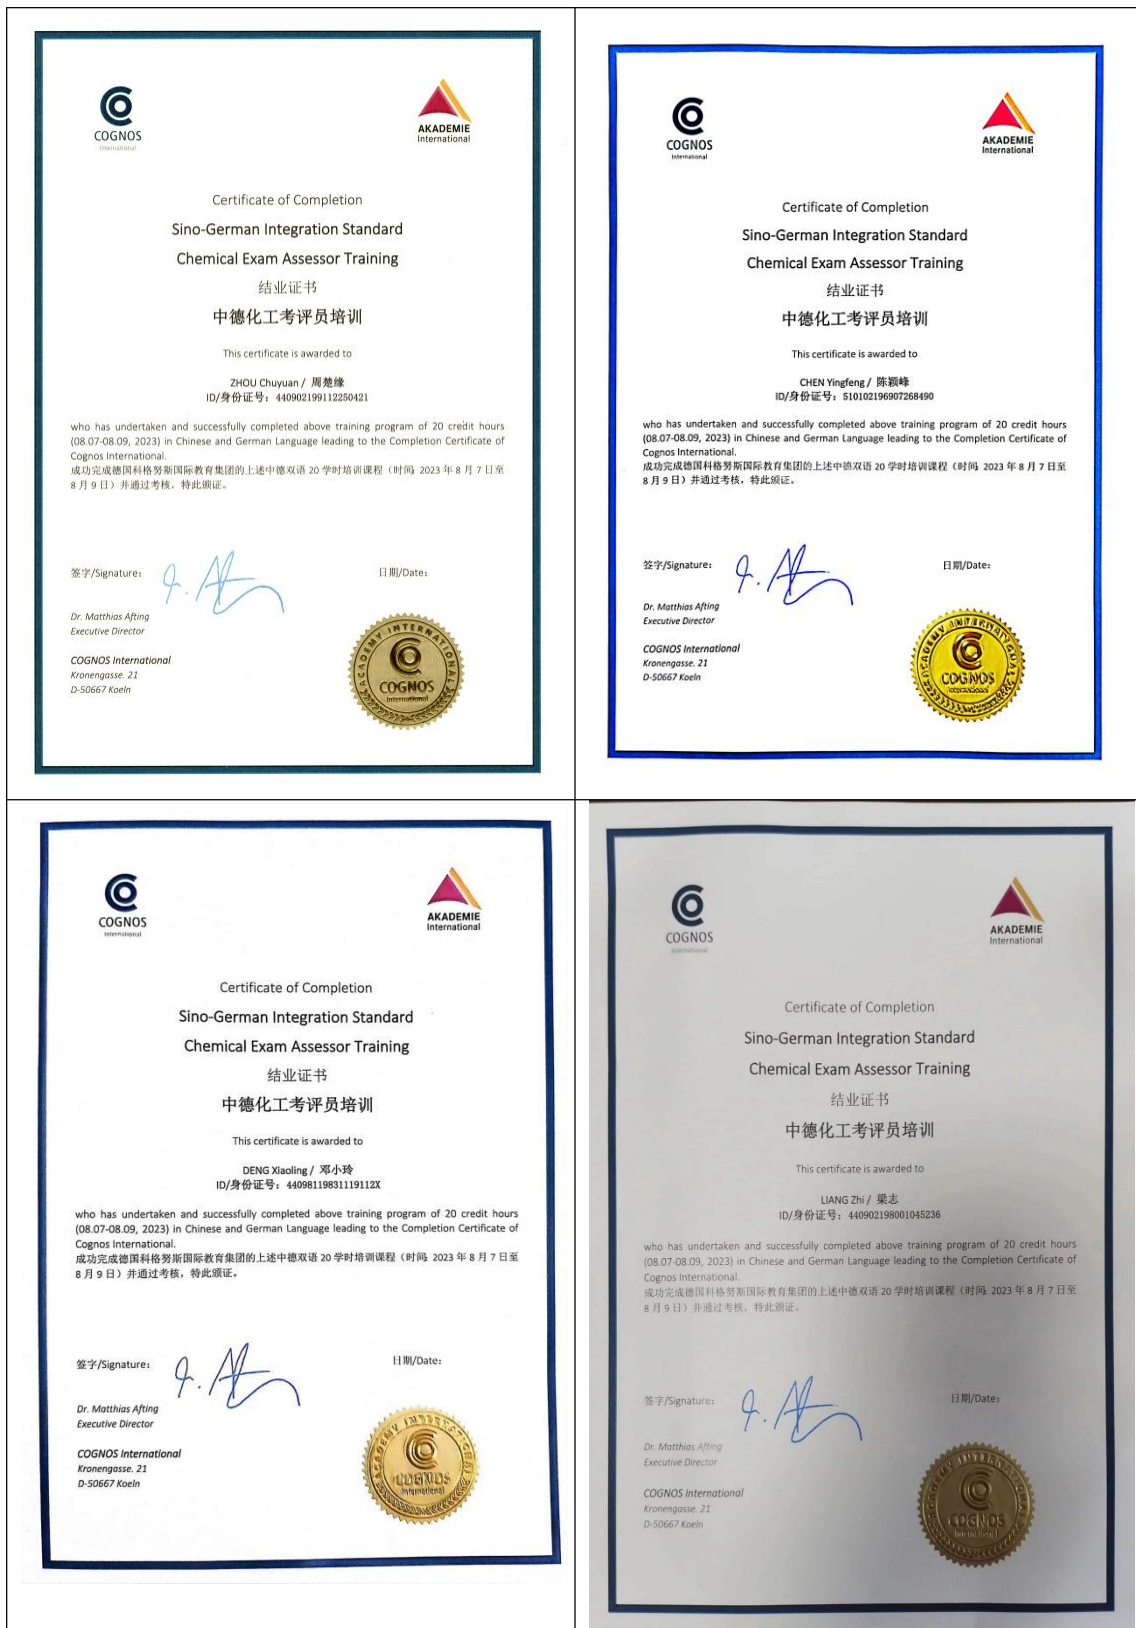 COGNOS
International
AKADEMIE
International
Certificate of Completion
Sino-German Integration Standard
Chemical Exam Assessor Training
结业证书
中德化工考评员培训
This certificate is awarded to
ZHOU Chuyuan / 周楚缘
ID/身份证号：440902199112250421
who has undertaken and successfully completed above training program of 20 credit hours
(08.07-08.09, 2023) in Chinese and German Language leading to the Completion Certificate of
Cognos International.
成功完成德国科格努斯国际教育集团的上述中德双语 20 学时培训课程（时间 2023 年 8 月 7 日至
8 月 9 日）并通过考核，特此颁证。
签字/Signature:
日期/Date:
Dr. Matthias Afting
Executive Director
COGNOS International
Kronengasse. 21
D-50667 Koeln
ACADEMY INTERNATIONAL
COGNOS
International
COGNOS
International
AKADEMIE
International
Certificate of Completion
Sino-German Integration Standard
Chemical Exam Assessor Training
结业证书
中德化工考评员培训
This certificate is awarded to
CHEN Yingfeng / 陈颖峰
ID/身份证号：510102196907268490
who has undertaken and successfully completed above training program of 20 credit hours
(08.07-08.09, 2023) in Chinese and German Language leading to the Completion Certificate of
Cognos International.
成功完成德国科格努斯国际教育集团的上述中德双语 20 学时培训课程（时间 2023 年 8 月 7 日至
8 月 9 日）并通过考核，特此颁证。
签字/Signature:
日期/Date:
Dr. Matthias Afting
Executive Director
COGNOS International
Kronengasse. 21
D-50667 Koeln
ACADEMY INTERNATIONAL
COGNOS
International
COGNOS
International
AKADEMIE
International
Certificate of Completion
Sino-German Integration Standard
Chemical Exam Assessor Training
结业证书
中德化工考评员培训
This certificate is awarded to
DENG Xiaoling / 邓小玲
ID/身份证号：44098119831119112X
who has undertaken and successfully completed above training program of 20 credit hours
(08.07-08.09, 2023) in Chinese and German Language leading to the Completion Certificate of
Cognos International.
成功完成德国科格努斯国际教育集团的上述中德双语 20 学时培训课程（时间 2023 年 8 月 7 日至
8 月 9 日）并通过考核，特此颁证。
签字/Signature:
日期/Date:
Dr. Matthias Afting
Executive Director
COGNOS International
Kronengasse. 21
D-50667 Koeln
ACADEMY INTERNATIONAL
COGNOS
International
COGNOS
International
AKADEMIE
International
Certificate of Completion
Sino-German Integration Standard
Chemical Exam Assessor Training
结业证书
中德化工考评员培训
This certificate is awarded to
LIANG Zhi / 梁志
ID/身份证号：440902198001045236
who has undertaken and successfully completed above training program of 20 credit hours
(08.07-08.09, 2023) in Chinese and German Language leading to the Completion Certificate of
Cognos International.
成功完成德国科格努斯国际教育集团的上述中德双语 20 学时培训课程（时间 2023 年 8 月 7 日至
8 月 9 日）并通过考核，特此颁证。
签字/Signature:
日期/Date:
Dr. Matthias Afting
Executive Director
COGNOS International
Kronengasse. 21
D-50667 Koeln
ACADEMY INTERNATIONAL
COGNOS
International